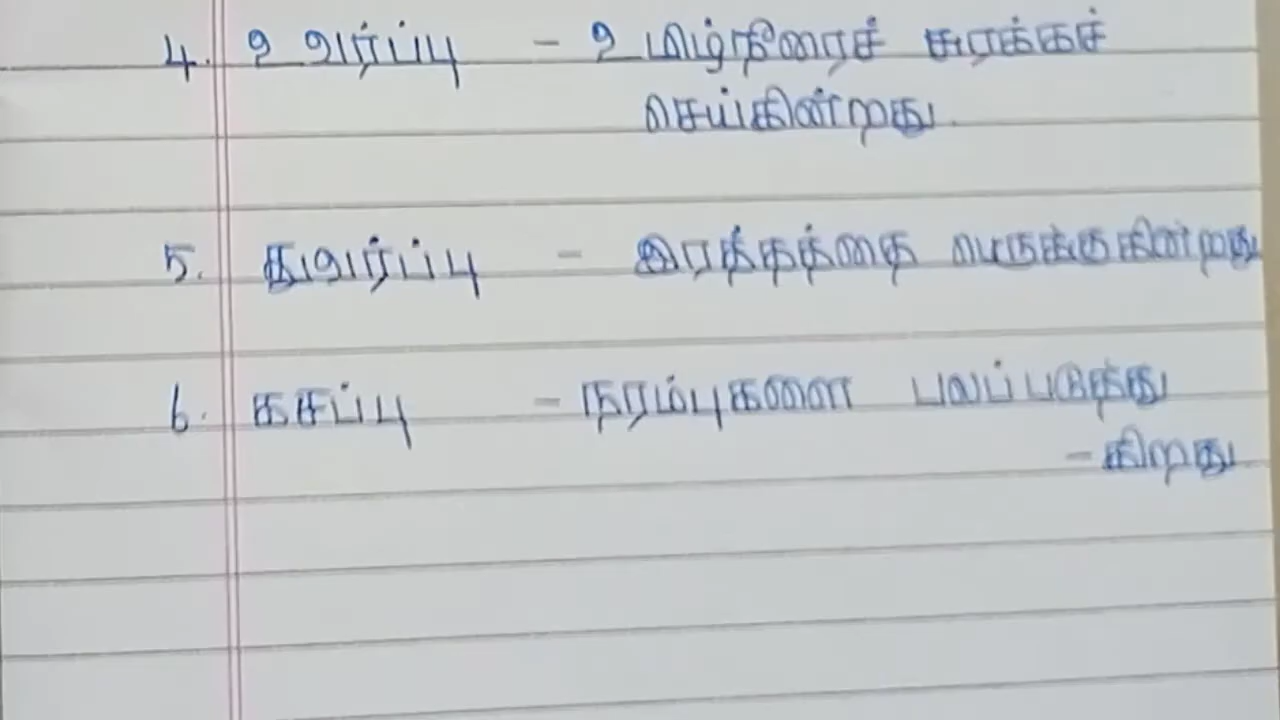 4. உவர்ப்பு - உமிழ்நீரைச் சுரக்கச்
செய்கின்றது.
5. துவர்ப்பு - இரத்தத்தை பெருக்குகின்றது
6. கசப்பு - நரம்புகளை பலப்படுத்து
- கிறது